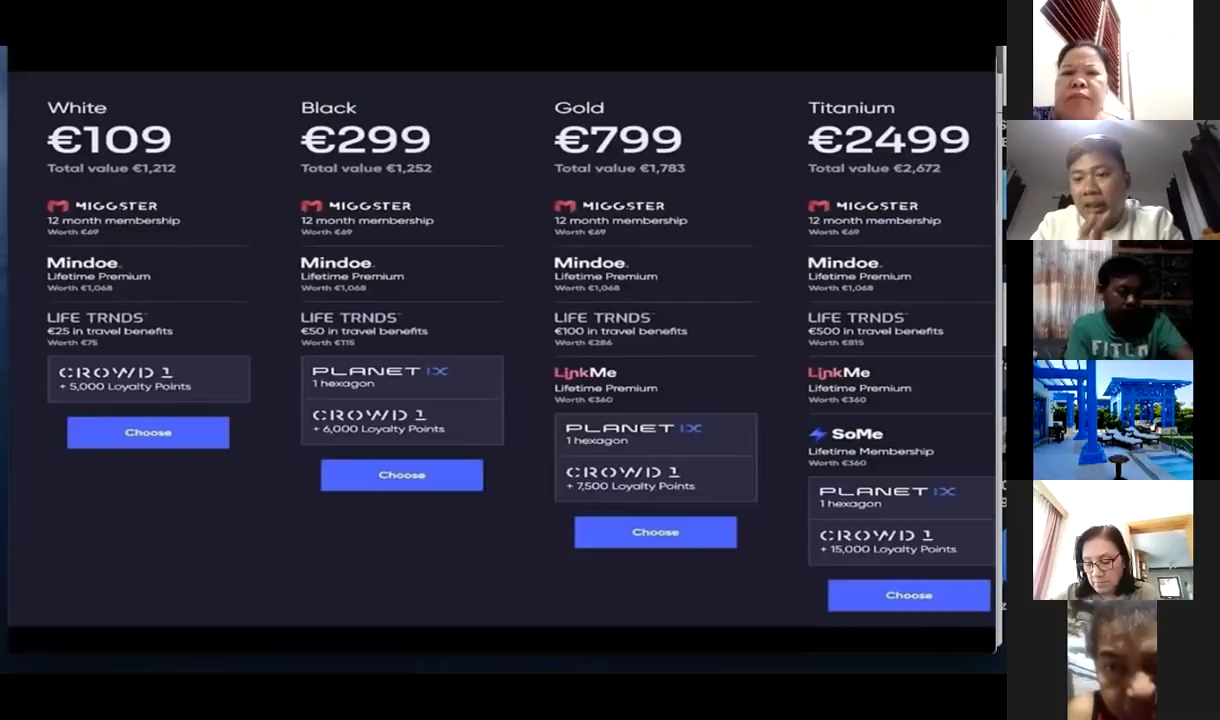 White
€109
Total value €1,212
MIGGSTER
12 month membership
Worth €69
Mindoe.
Lifetime Premium
Worth €1,068
LIFE TRNDS
€25 in travel benefits
Worth €75
CROWD 1
+ 5,000 Loyalty Points
Choose
Black
€299
Total value €1,252
MIGGSTER
12 month membership
Worth €69
Mindoe.
Lifetime Premium
Worth €1,068
LIFE TRNDS
€50 in travel benefits
Worth €115
PLANET IX
1 hexagon
CROWD 1
+ 6,000 Loyalty Points
Choose
Gold
€799
Total value €1,783
MIGGSTER
12 month membership
Worth €69
Mindoe.
Lifetime Premium
Worth €1,068
LIFE TRNDS
€100 in travel benefits
Worth €286
LinkMe
Lifetime Premium
Worth €360
PLANET IX
1 hexagon
CROWD 1
+ 7,500 Loyalty Points
Choose
Titanium
€2499
Total value €2,672
MIGGSTER
12 month membership
Worth €69
Mindoe.
Lifetime Premium
Worth €1,068
LIFE TRNDS
€500 in travel benefits
Worth €815
LinkMe
Lifetime Premium
Worth €360
SoMe
Lifetime Membership
Worth €360
PLANET IX
1 hexagon
CROWD 1
+ 15,000 Loyalty Points
Choose